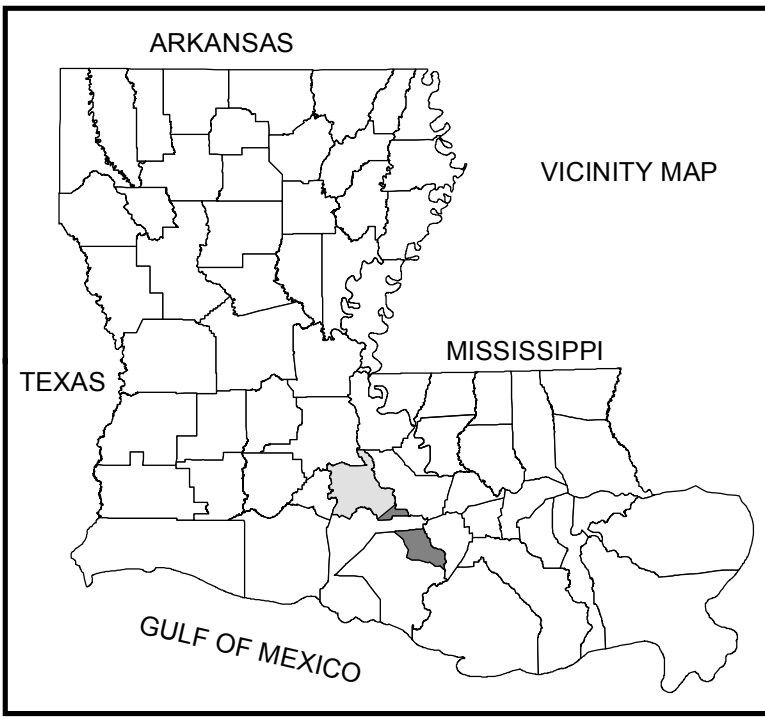 ARKANSAS
VICINITY MAP
MISSISSIPPI
TEXAS
GULF OF MEXICO